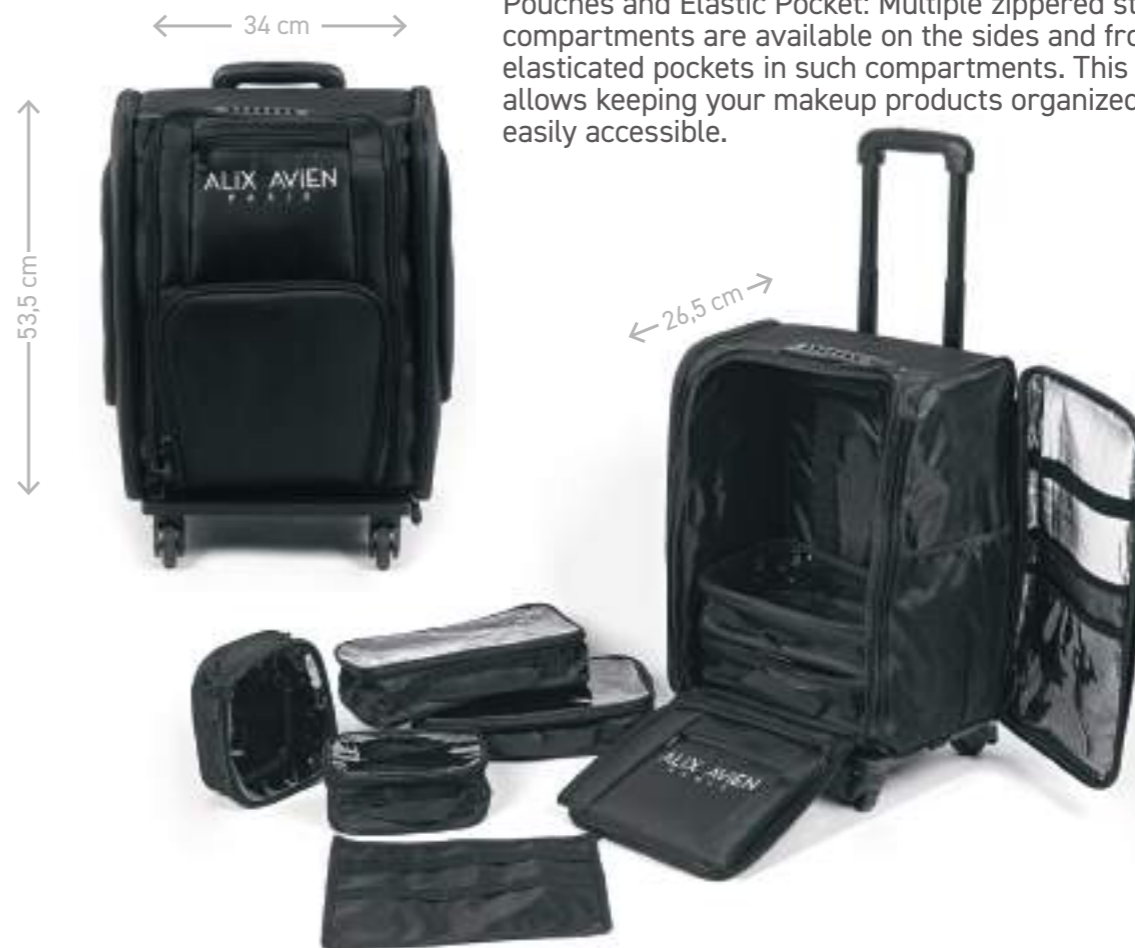 34 cm
Pouches and Elastic Pocket: Multiple zippered
compartments are available on the sides and
elasticated pockets in such compartments. This
allows keeping your makeup products organized
easily accessible.
53,5 cm
ALIX AVIEN
PARIS
26,5 cm
ALIX AVIEN
PARIS